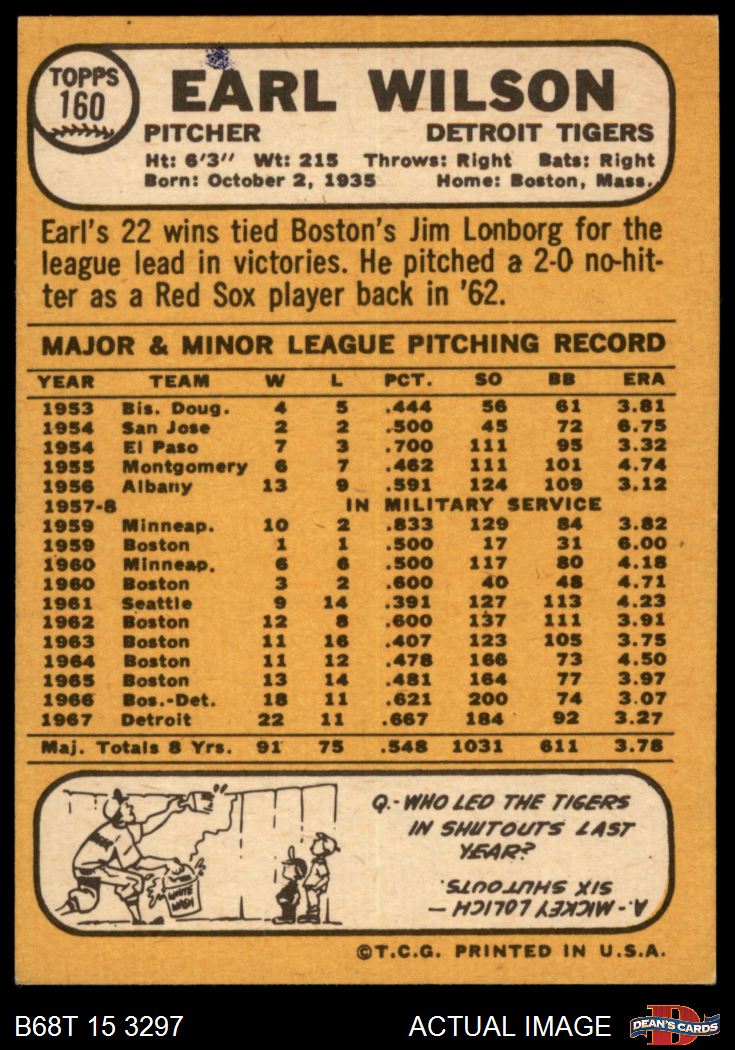 TOPPS
160
EARL WILSON
PITCHER DETROIT TIGERS
Ht: 6'3" Wt: 215 Throws: Right Bats: Right
Born: October 2, 1935 Home: Boston, Mass.
Earl's 22 wins tied Boston's Jim Lonborg for the
league lead in victories. He pitched a 2-0 no-hit-
ter as a Red Sox player back in '62.
MAJOR & MINOR LEAGUE PITCHING RECORD
YEAR TEAM W L PCT. SO BB ERA
1953 Bis. Doug. 4 5 .444 56 61 3.81
1954 San Jose 2 2 .500 45 72 6.75
1954 El Paso 7 3 .700 111 95 3.32
1955 Montgomery 6 7 .462 111 101 4.74
1956 Albany 13 9 .591 124 109 3.12
1957-8 IN MILITARY SERVICE
1959 Minneap. 10 2 .833 129 84 3.82
1959 Boston 1 1 .500 17 31 6.00
1960 Minneap. 6 6 .500 117 80 4.18
1960 Boston 3 2 .600 40 48 4.71
1961 Seattle 9 14 .391 127 113 4.23
1962 Boston 12 8 .600 137 111 3.91
1963 Boston 11 16 .407 123 105 3.75
1964 Boston 11 12 .478 166 73 4.50
1965 Boston 13 14 .481 164 77 3.97
1966 Bos.-Det. 18 11 .621 200 74 3.07
1967 Detroit 22 11 .667 184 92 3.27
Maj. Totals 8 Yrs. 91 75 .548 1031 611 3.78
WHITE
WASH
Q.-WHO LED THE TIGERS
IN SHUTOUTS LAST
YEAR?
A.-MICKEY LOLICH —
SIX SHUTOUTS.
©T.C.G. PRINTED IN U.S.A.
B68T 15 3297 ACTUAL IMAGE
D
DEAN'S CARDS